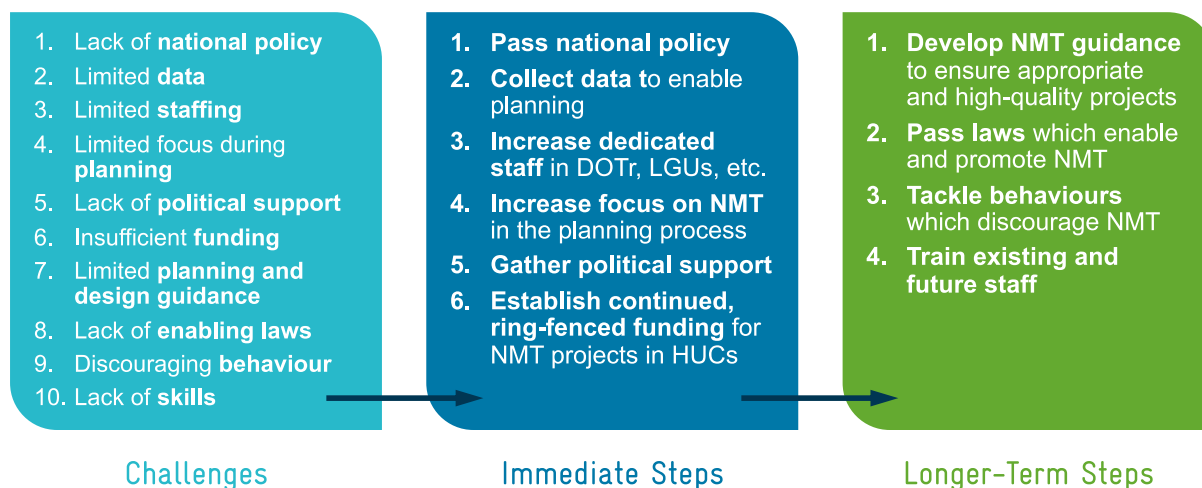 1. Lack of national policy
2. Limited data
3. Limited staffing
4. Limited focus during
planning
5. Lack of political support
6. Insufficient funding
7. Limited planning and
design guidance
8. Lack of enabling laws
9. Discouraging behaviour
10. Lack of skills
Challenges
1. Pass national policy
2. Collect data to enable
planning
3. Increase dedicated
staff in DOTr, LGUs, etc.
4. Increase focus on NMT
in the planning process
5. Gather political support
6. Establish continued,
ring-fenced funding for
NMT projects in HUCs
Immediate Steps
1. Develop NMT guidance
to ensure appropriate
and high-quality projects
2. Pass laws which enable
and promote NMT
3. Tackle behaviours
which discourage NMT
4. Train existing and
future staff
Longer-Term Steps